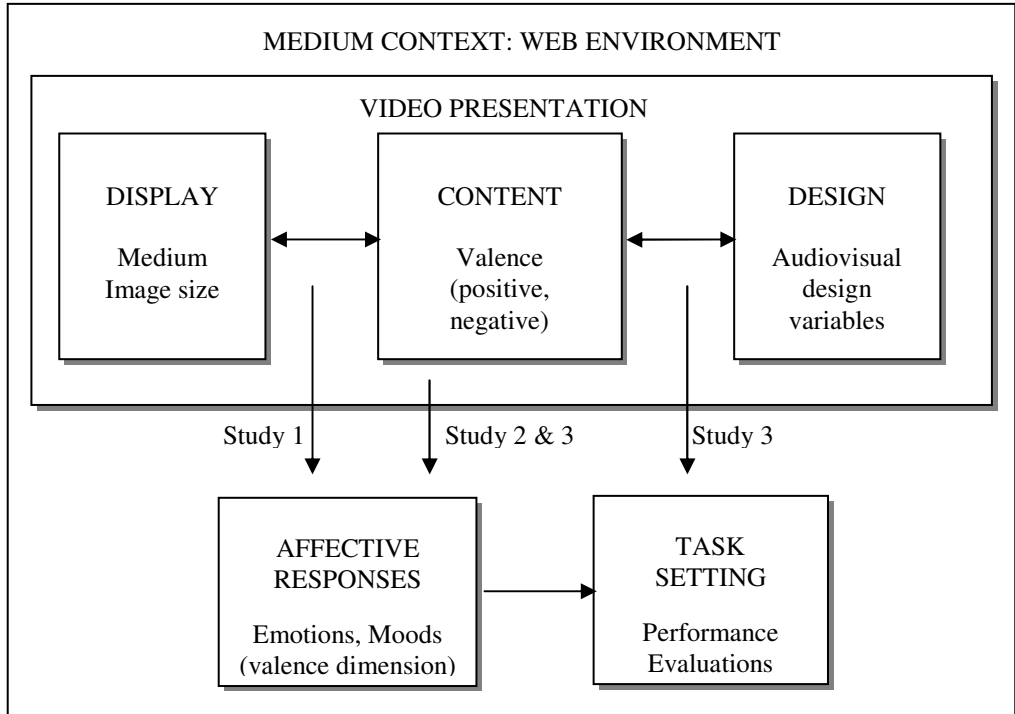 MEDIUM CONTEXT: WEB ENVIRONMENT
VIDEO PRESENTATION
DISPLAY
Medium
Image size
CONTENT
Valence
(positive,
negative)
DESIGN
Audiovisual
design
variables
Study 1
Study 2 & 3
Study 3
AFFECTIVE
RESPONSES
Emotions, Moods
(valence dimension)
TASK
SETTING
Performance
Evaluations